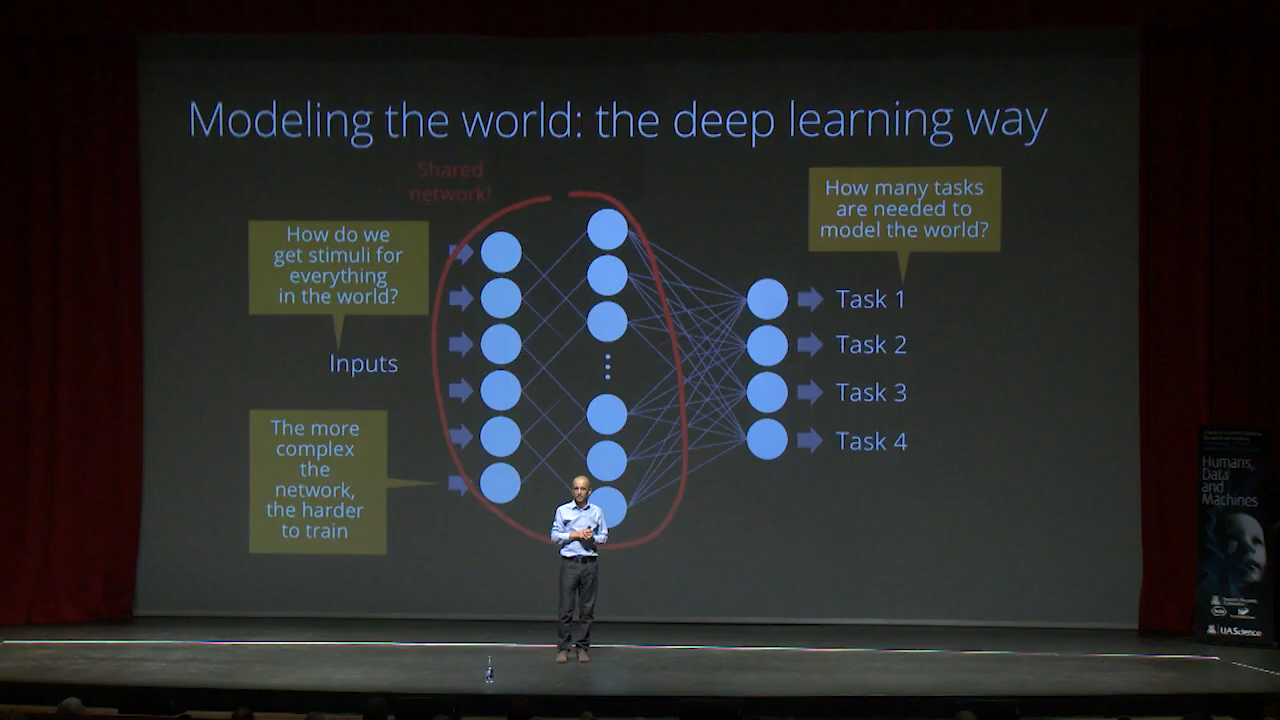 Modeling the world: the deep learning way
Shared
network!
How many tasks
are needed to
model the world?
How do we
get stimuli for
everything
in the world?
Inputs
Task 1
Task 2
Task 3
Task 4
The more
complex
the
network,
the harder
to train
Humans,
Data
and
Machines
UAScience